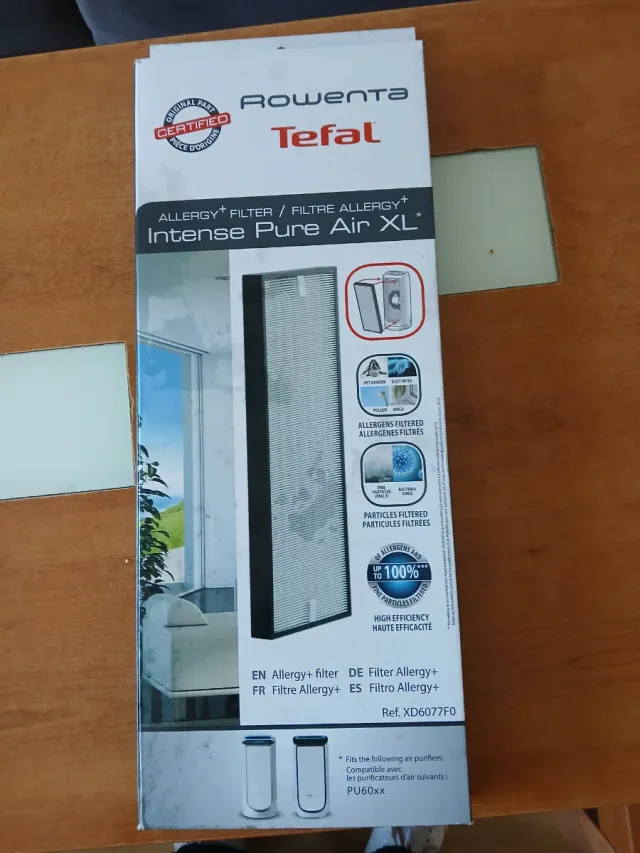 ORIGINAL PART
CERTIFIED
PIÈCE D'ORIGINE
ROWENTA
Tefal
ALLERGY+ FILTER / FILTRE ALLERGY+
Intense Pure Air XL*
PET DANDER DUST MITES
POLLEN MOLD
ALLERGENS FILTERED
ALLERGÈNES FILTRÉS
FINE PARTICLES (PM2.5) BACTERIA VIRUS
PARTICLES FILTERED
PARTICULES FILTRÉES
OF ALLERGENS AND
UP TO 100%***
FINE PARTICLES FILTERED
HIGH EFFICIENCY
HAUTE EFFICACITÉ
EN Allergy+ filter DE Filter Allergy+
FR Filtre Allergy+ ES Filtro Allergy+
Ref. XD6077F0
* Fits the following air purifiers:
Compatible avec
les purificateurs d'air suivants :
PU60xx